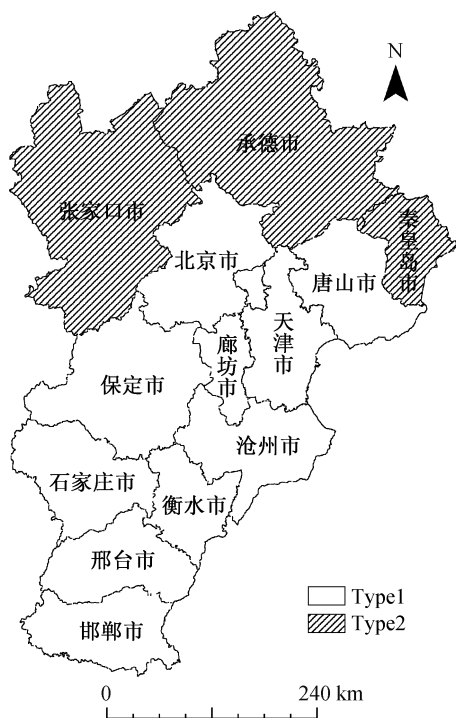 N
承德市
张家口市
秦皇岛市
北京市
唐山市
天津市
廊坊市
保定市
沧州市
石家庄市
衡水市
邢台市
邯郸市
Type1
Type2
0 240 km